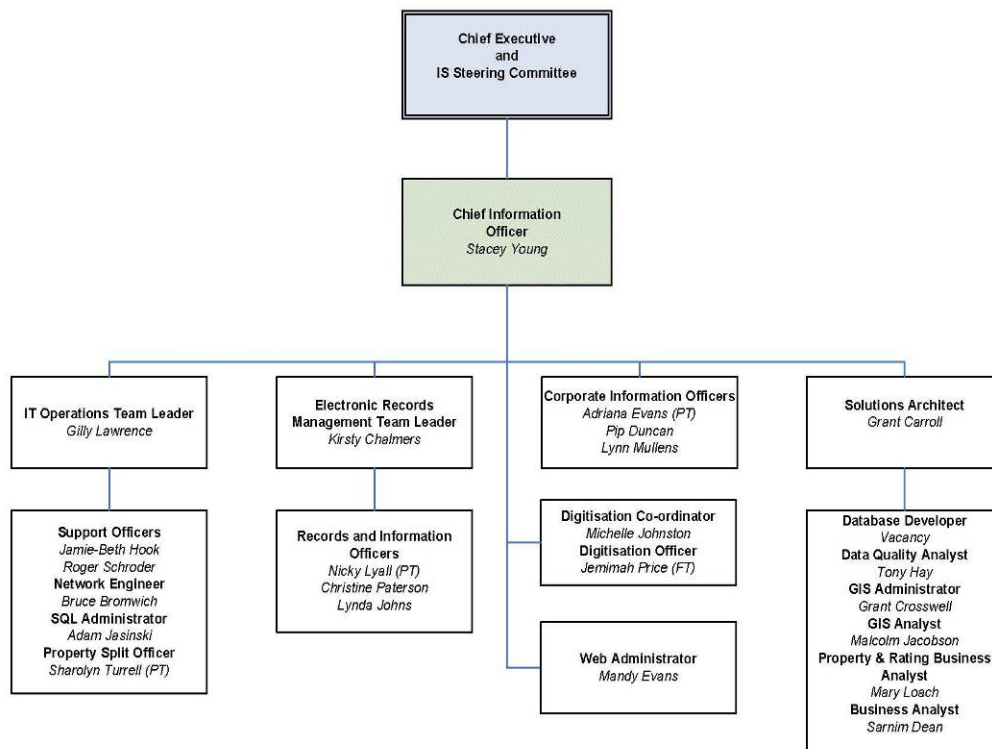 Chief Executive
and
IS Steering Committee
Chief Information
Officer
Stacey Young
IT Operations Team Leader
Gilly Lawrence
Electronic Records
Management Team Leader
Kirsty Chalmers
Corporate Information Officers
Adriana Evans (PT)
Pip Duncan
Lynn Mullens
Solutions Architect
Grant Carroll
Support Officers
Jamie-Beth Hook
Roger Schroder
Network Engineer
Bruce Bromwich
SQL Administrator
Adam Jasinski
Property Split Officer
Sharolyn Turrell (PT)
Records and Information
Officers
Nicky Lyall (PT)
Christine Paterson
Lynda Johns
Digitisation Co-ordinator
Michelle Johnston
Digitisation Officer
Jemimah Price (FT)
Web Administrator
Mandy Evans
Database Developer
Vacancy
Data Quality Analyst
Tony Hay
GIS Administrator
Grant Crosswell
GIS Analyst
Malcolm Jacobson
Property & Rating Business
Analyst
Mary Loach
Business Analyst
Sarnim Dean